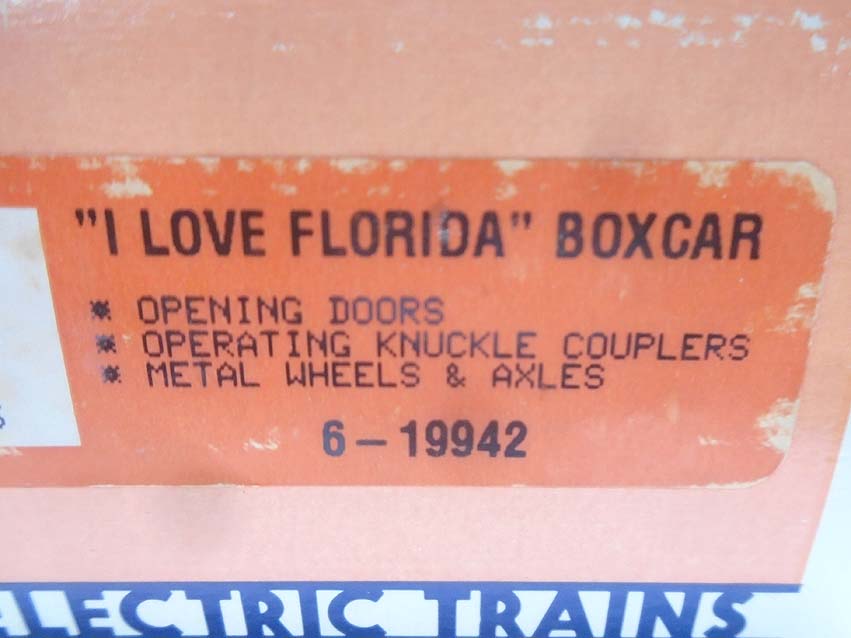 "I LOVE FLORIDA" BOXCAR
* OPENING DOORS
* OPERATING KNUCKLE COUPLERS
* METAL WHEELS & AXLES
6-19942
ELECTRIC TRAINS